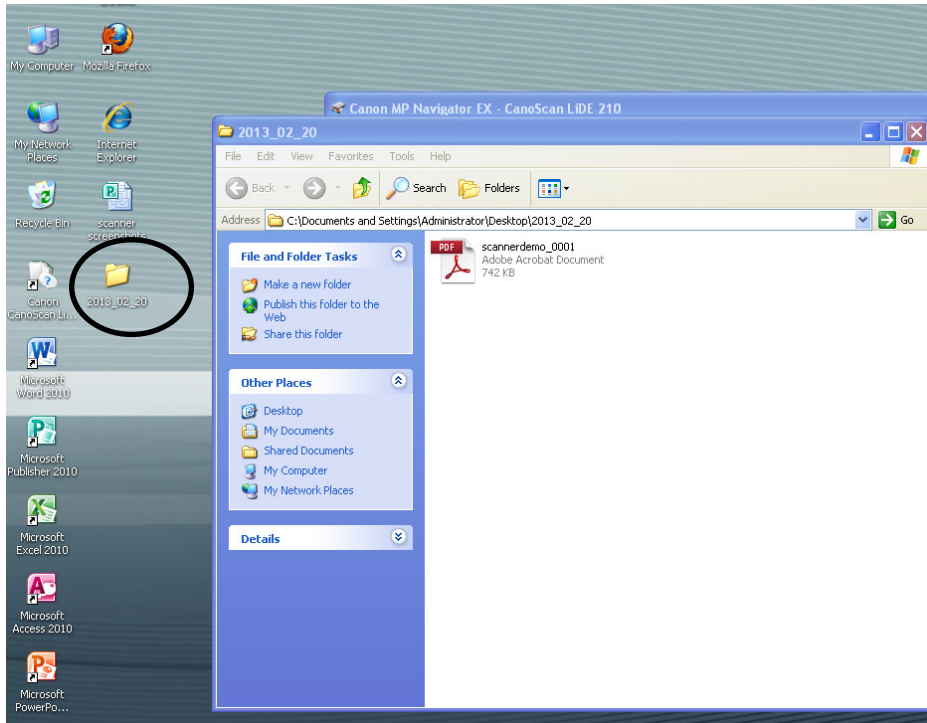 My Computer
Mozilla Firefox
My Network
Places
Internet
Explorer
Recycle Bin
scanner
screenshots
Canon
CanoScan Li...
2013_02_20
Microsoft
Word 2010
Microsoft
Publisher 2010
Microsoft
Excel 2010
Microsoft
Access 2010
Microsoft
PowerPo...
Canon MP Navigator EX - CanoScan LiDE 210
2013_02_20
File Edit View Favorites Tools Help
Back Search Folders
Address C:\Documents and Settings\Administrator\Desktop\2013_02_20 Go
File and Folder Tasks
Make a new folder
Publish this folder to the
Web
Share this folder
Other Places
Desktop
My Documents
Shared Documents
My Computer
My Network Places
Details
PDF
scannerdemo_0001
Adobe Acrobat Document
742 KB